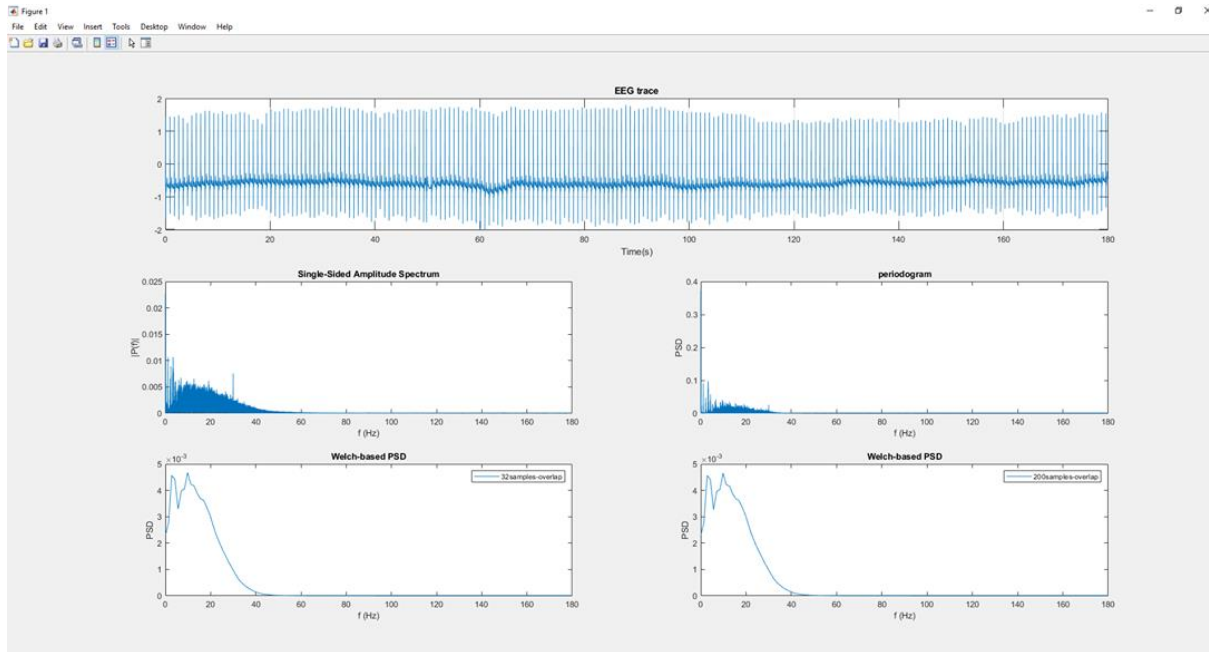 Figure 1
File Edit View Insert Tools Desktop Window Help
EEG trace
2
1
0
-1
-2
0 20 40 60 80 100 120 140 160 180
Time(s)
Single-Sided Amplitude Spectrum
|P(f)|
0.025
0.02
0.015
0.01
0.005
0
0 20 40 60 80 100 120 140 160 180
f (Hz)
periodogram
PSD
0.4
0.3
0.2
0.1
0
0 20 40 60 80 100 120 140 160 180
f (Hz)
Welch-based PSD
×10-3
32samples-overlap
PSD
5
4
3
2
1
0
0 20 40 60 80 100 120 140 160 180
f (Hz)
Welch-based PSD
×10-3
200samples-overlap
PSD
5
4
3
2
1
0
0 20 40 60 80 100 120 140 160 180
f (Hz)